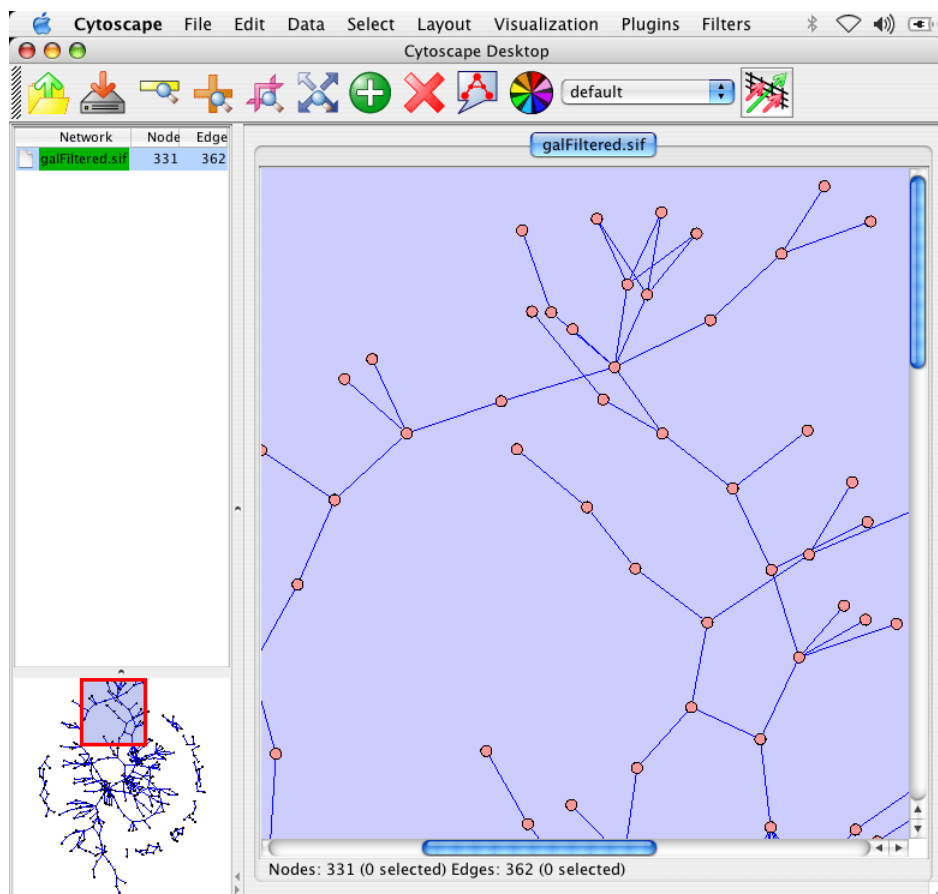 Cytoscape File Edit Data Select Layout Visualization Plugins Filters
Cytoscape Desktop
default
Network Node Edge
galFiltered.sif 331 362
galFiltered.sif
Nodes: 331 (0 selected) Edges: 362 (0 selected)